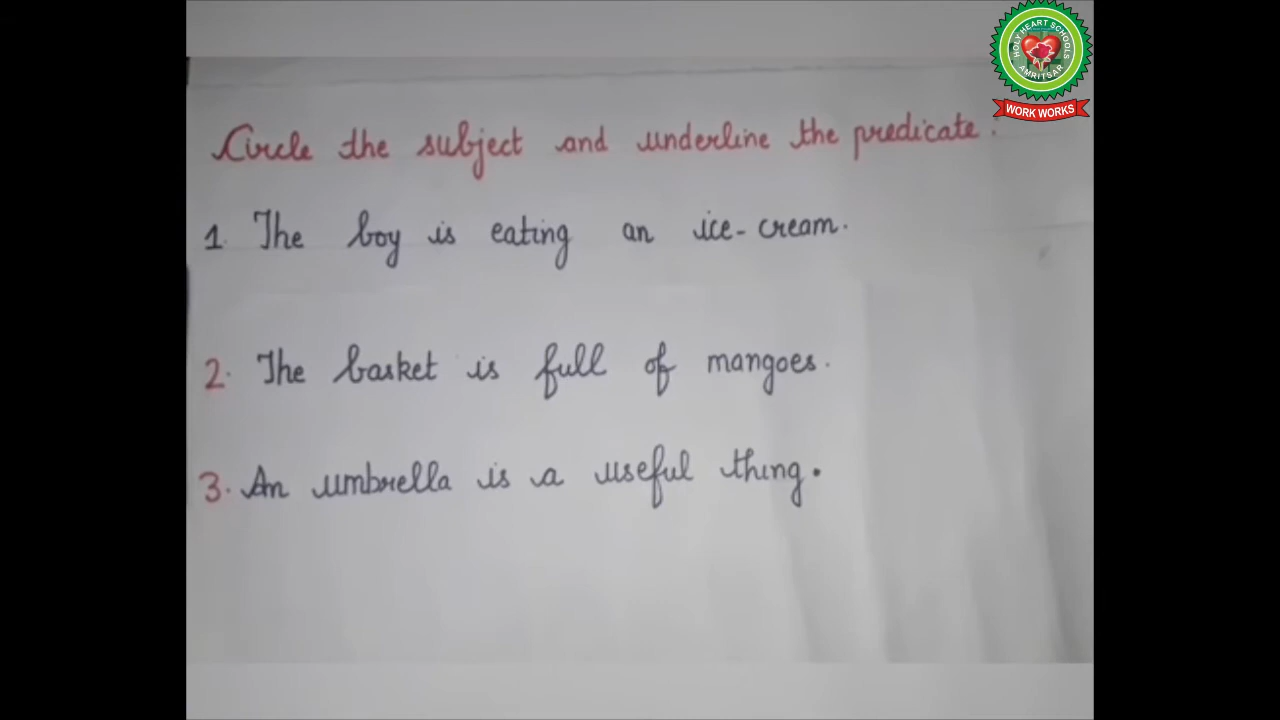 HOLY HEART SCHOOLS
AMRITSAR
WORK WORKS
Circle the subject and underline the predicate.
1. The boy is eating an ice-cream.
2. The basket is full of mangoes.
3. An umbrella is a useful thing.